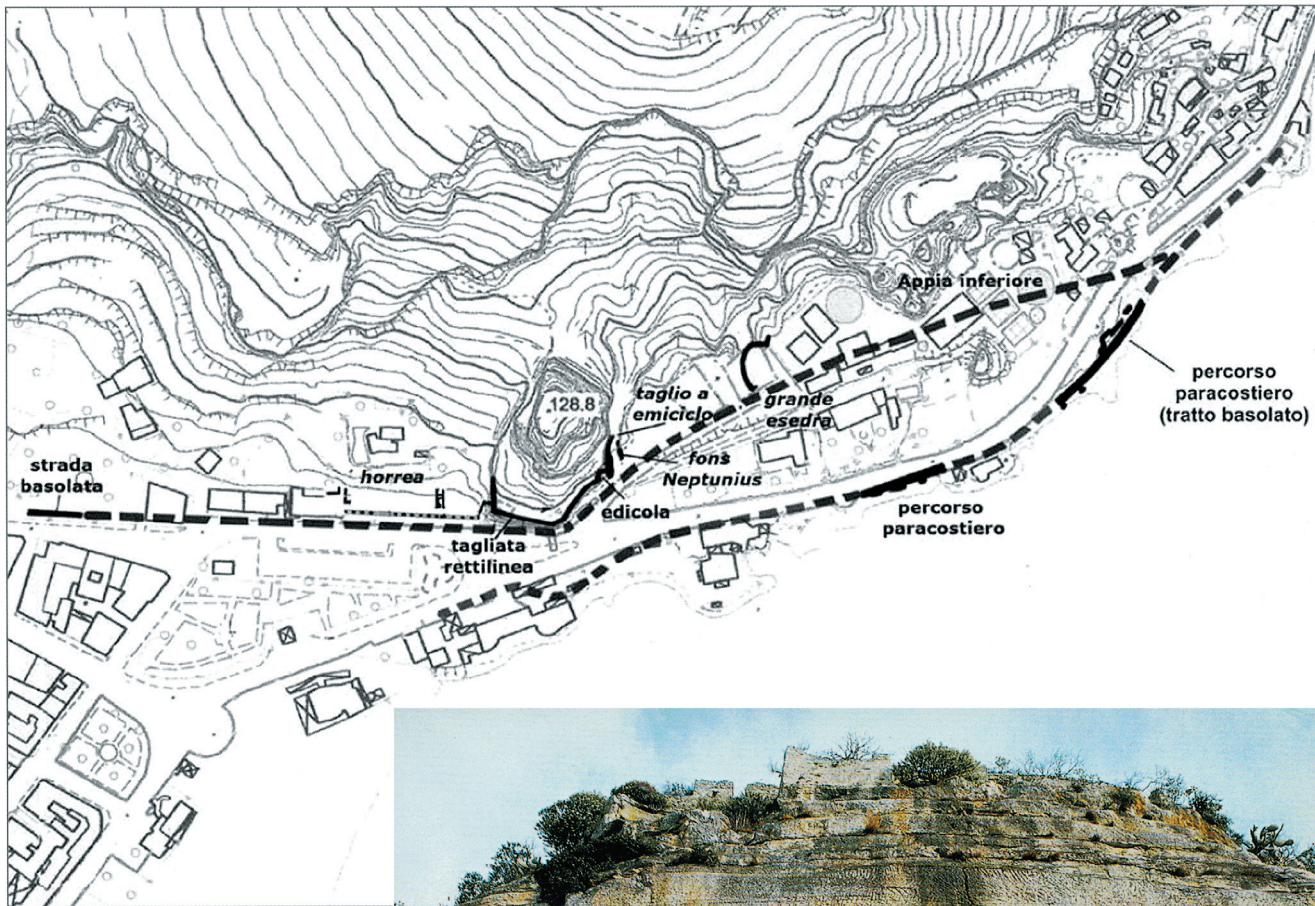 Appia inferiore
percorso
paracostiero
(tratto basolato)
taglio a
emiciclo
grande
esedra
128.8
fons
Neptunius
strada
basolata
horrea
edicola
percorso
paracostiero
tagliata
rettilinea